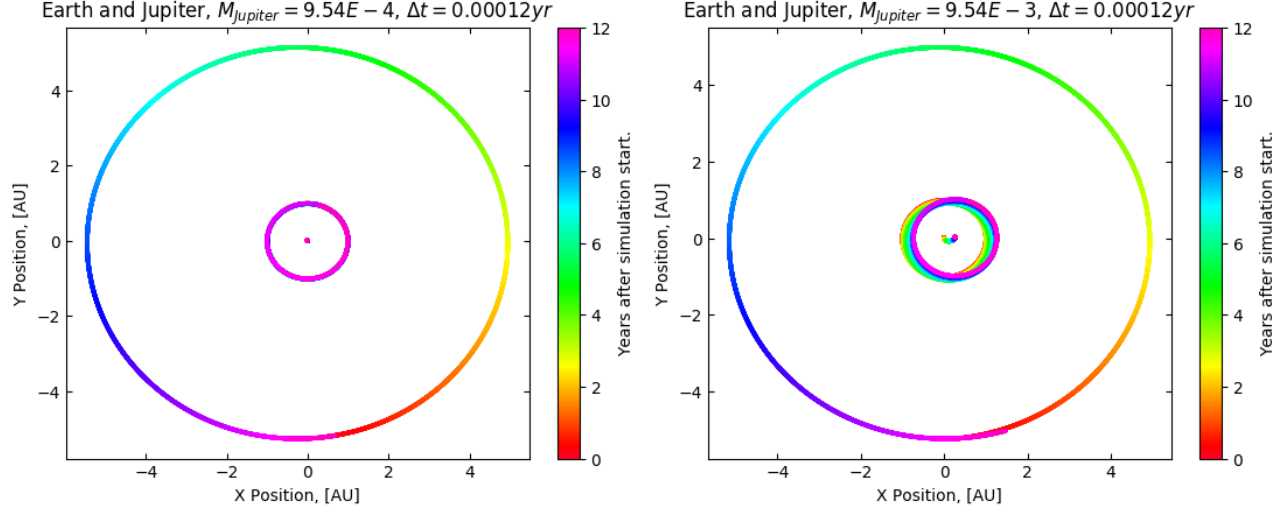 Earth and Jupiter, M_Jupiter = 9.54E − 4, Δt = 0.00012yr
Y Position, [AU]
4
2
0
−2
−4
−4 −2 0 2 4
X Position, [AU]
12
10
8
6
4
2
0
Years after simulation start.
Earth and Jupiter, M_Jupiter = 9.54E − 3, Δt = 0.00012yr
Y Position, [AU]
4
2
0
−2
−4
−4 −2 0 2 4
X Position, [AU]
12
10
8
6
4
2
0
Years after simulation start.